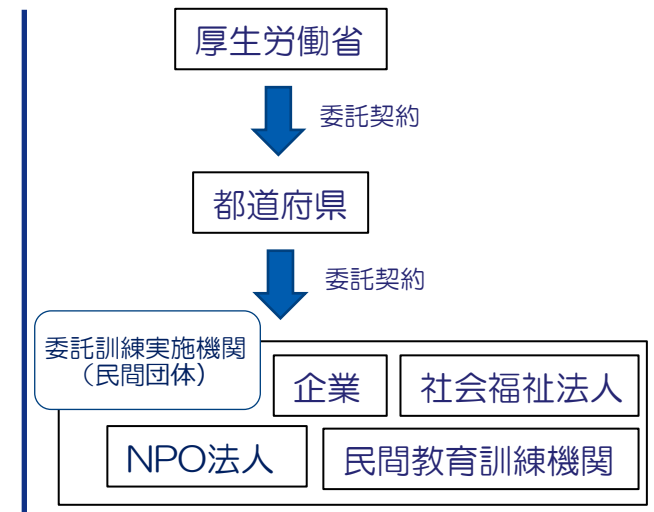 厚生労働省
委託契約
都道府県
委託契約
委託訓練実施機関
（民間団体）
企業
社会福祉法人
NPO法人
民間教育訓練機関